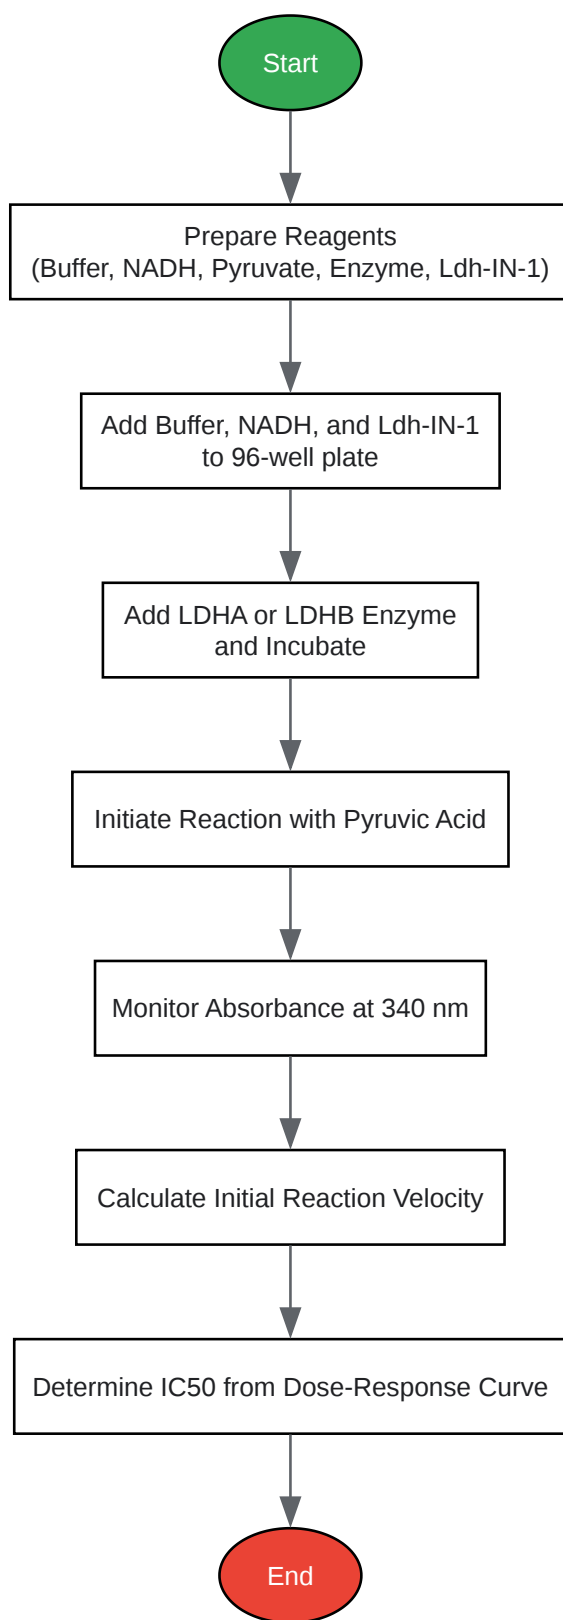 Start
Prepare Reagents
(Buffer, NADH, Pyruvate, Enzyme, Ldh-IN-1)
Add Buffer, NADH, and Ldh-IN-1
to 96-well plate
Add LDHA or LDHB Enzyme
and Incubate
Initiate Reaction with Pyruvic Acid
Monitor Absorbance at 340 nm
Calculate Initial Reaction Velocity
Determine IC50 from Dose-Response Curve
End